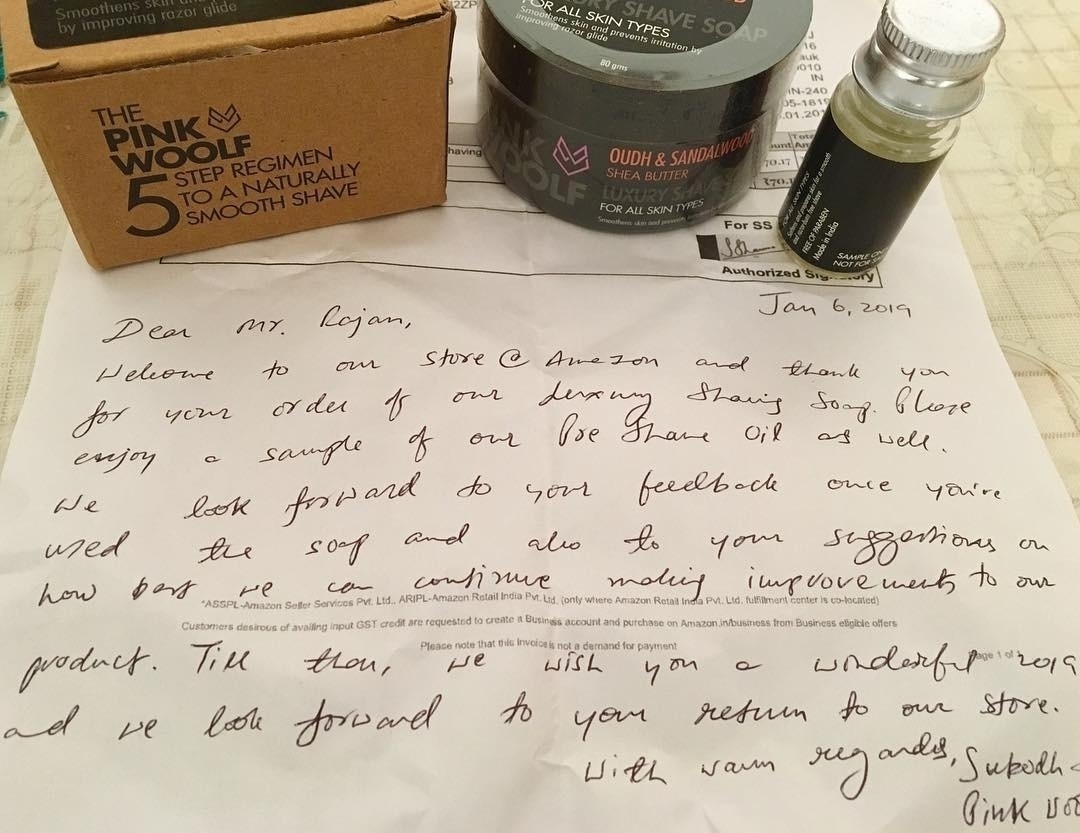 Smoothens skin
by improving razor glide
THE
PINK
WOOLF
5 STEP REGIMEN
TO A NATURALLY
SMOOTH SHAVE
SHAVE SOAP
FOR ALL SKIN TYPES
Smoothens skin and prevents irritation by
improving razor glide
80 gms
OUDH & SANDALWOOD
SHEA BUTTER
LUXURY SHAVE
FOR ALL SKIN TYPES
Smoothens skin and
FREE OF PARABEN
Made in India
SAMPLE
NOT FOR
IN
For SS
Authorized Signatory
Jan 6, 2019
Dear Mr. Rajan,
Welcome to our store @ Amazon and thank you
for your order of our Luxury Shaving Soap. Please
enjoy a sample of our Pre Shave Oil as well.
We look forward to your feedback once you've
used the soap and also to your suggestions on
how best we can continue making improvements to our
*ASSPL-Amazon Seller Services Pvt. Ltd., ARIPL-Amazon Retail India Pvt. Ltd. (only where Amazon Retail India Pvt. Ltd. fulfillment center is co-located)
Customers desirous of availing input GST credit are requested to create a Business account and purchase on Amazon.in/business from Business eligible offers
Please note that this Invoice is not a demand for payment
Page 1 of
product. Till then, we wish you a wonderful 2019
and we look forward to your return to our store.
With warm regards,
Pink